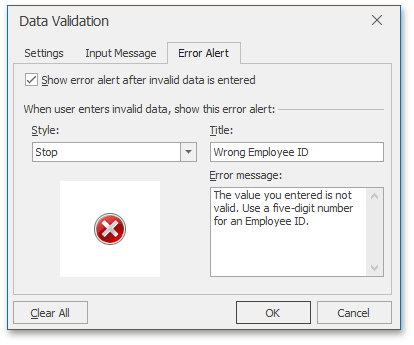 Data Validation
Settings
Input Message
Error Alert
Show error alert after invalid data is entered
When user enters invalid data, show this error alert:
Style:
Title:
Stop
Wrong Employee ID
Error message:
The value you entered is not
valid. Use a five-digit number
for an Employee ID.
Clear All
OK
Cancel